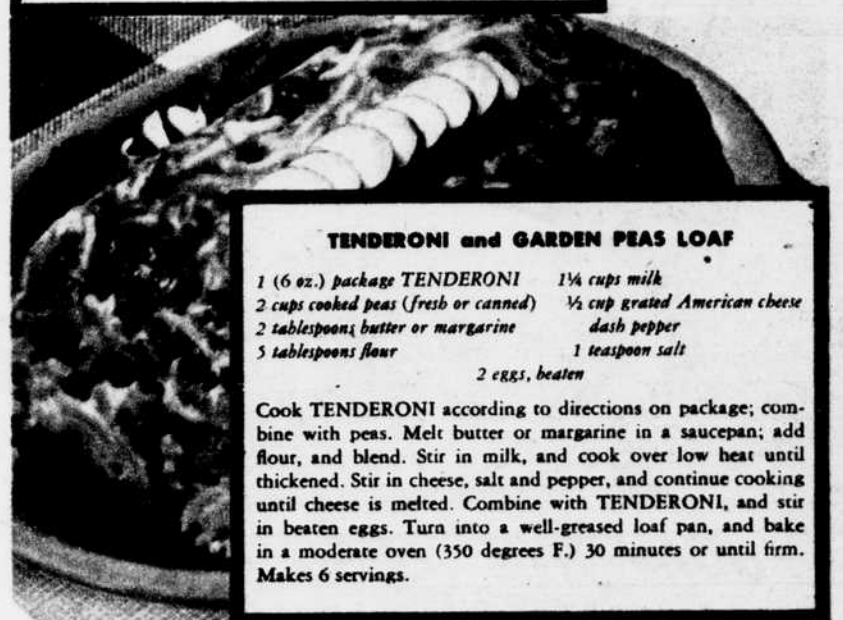 TENDERONI and GARDEN PEAS LOAF
1 (6 oz.) package TENDERONI 1¼ cups milk
2 cups cooked peas (fresh or canned) ½ cup grated American cheese
2 tablespoons butter or margarine dash pepper
5 tablespoons flour 1 teaspoon salt
2 eggs, beaten
Cook TENDERONI according to directions on package; com-
bine with peas. Melt butter or margarine in a saucepan; add
flour, and blend. Stir in milk, and cook over low heat until
thickened. Stir in cheese, salt and pepper, and continue cooking
until cheese is melted. Combine with TENDERONI, and stir
in beaten eggs. Turn into a well-greased loaf pan, and bake
in a moderate oven (350 degrees F.) 30 minutes or until firm.
Makes 6 servings.